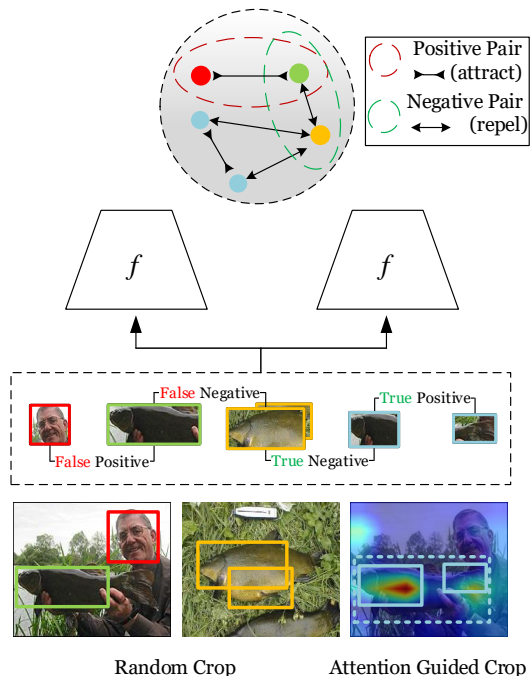 Positive Pair
(attract)
Negative Pair
(repel)
f
f
False Negative
True Positive
False Positive
True Negative
Random Crop
Attention Guided Crop